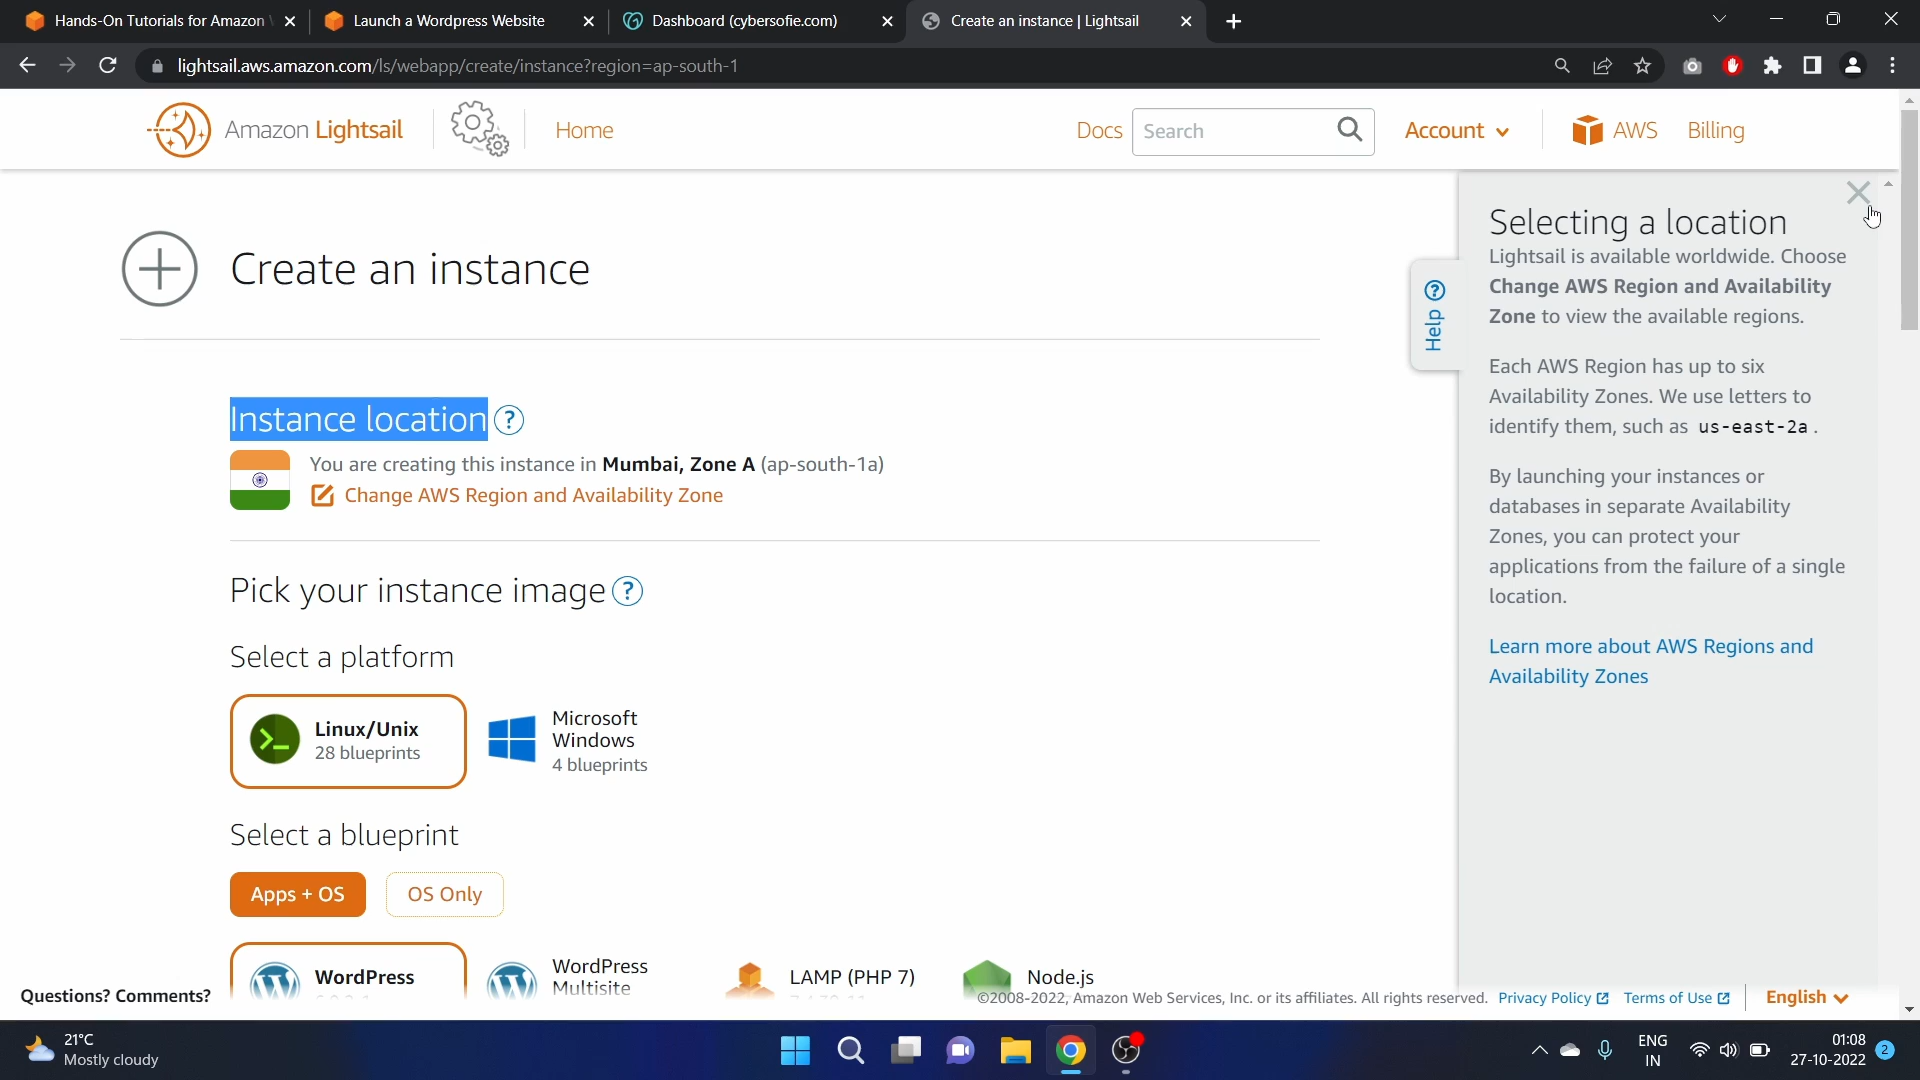 Hands-On Tutorials for Amazon
Launch a Wordpress Website
Dashboard (cybersofie.com)
Create an instance | Lightsail
lightsail.aws.amazon.com/ls/webapp/create/instance?region=ap-south-1
Amazon Lightsail
Home
Docs
Search
Account
AWS
Billing
Create an instance
Instance location ?
You are creating this instance in Mumbai, Zone A (ap-south-1a)
Change AWS Region and Availability Zone
Pick your instance image ?
Select a platform
Linux/Unix
28 blueprints
Microsoft
Windows
4 blueprints
Select a blueprint
Apps + OS
OS Only
WordPress
WordPress
Multisite
LAMP (PHP 7)
Node.js
Help ?
Selecting a location
Lightsail is available worldwide. Choose
Change AWS Region and Availability
Zone to view the available regions.
Each AWS Region has up to six
Availability Zones. We use letters to
identify them, such as us-east-2a .
By launching your instances or
databases in separate Availability
Zones, you can protect your
applications from the failure of a single
location.
Learn more about AWS Regions and
Availability Zones
Questions? Comments?
©2008-2022, Amazon Web Services, Inc. or its affiliates. All rights reserved.
Privacy Policy
Terms of Use
English
21°C
Mostly cloudy
ENG
IN
01:08
27-10-2022
2